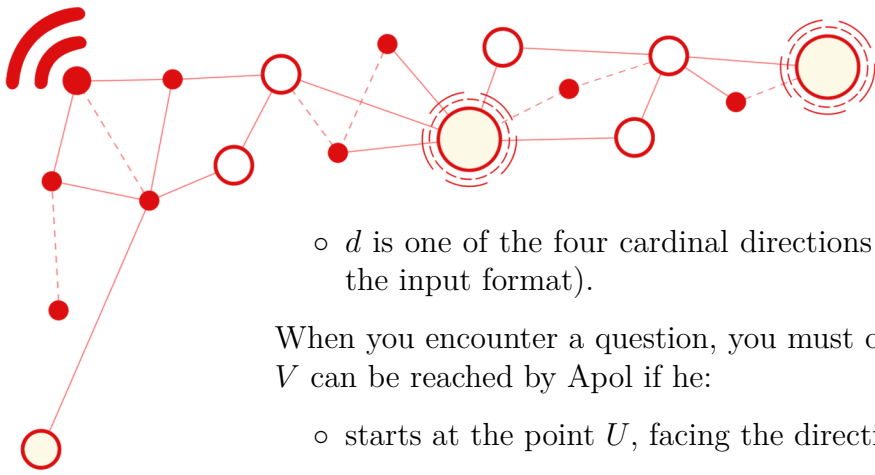 ◦ d is one of the four cardinal directions
the input format).
When you encounter a question, you must
V can be reached by Apol if he:
◦ starts at the point U, facing the